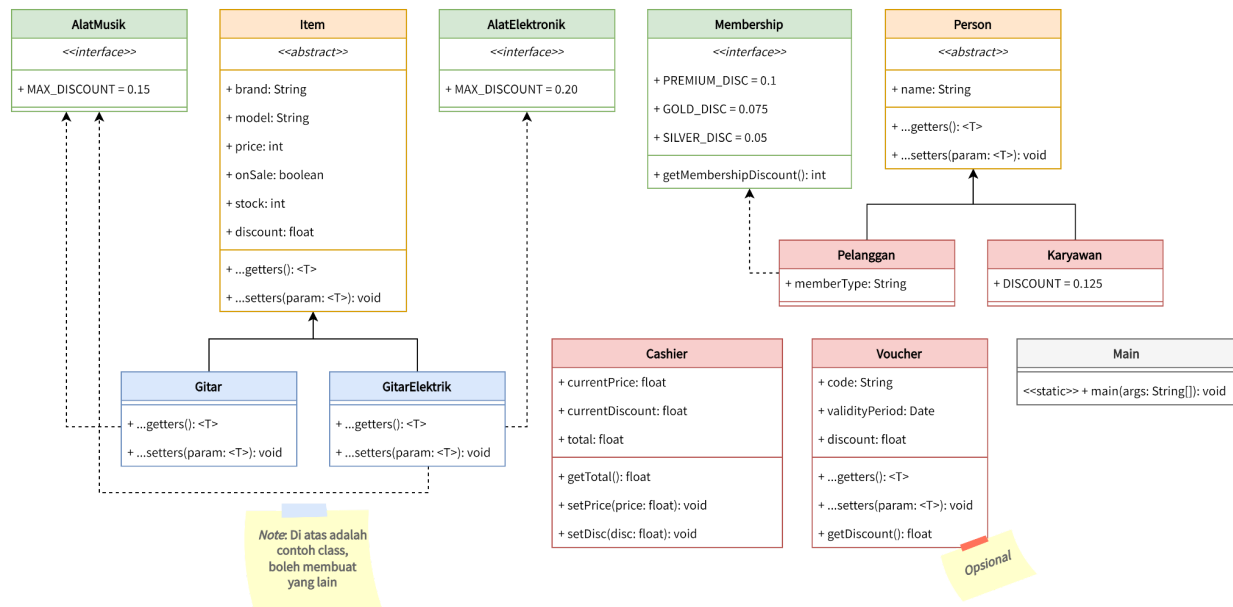 AlatMusik
<<interface>>
+ MAX_DISCOUNT = 0.15
Item
<<abstract>>
+ brand: String
+ model: String
+ price: int
+ onSale: boolean
+ stock: int
+ discount: float
+ ...getters(): <T>
+ ...setters(param: <T>): void
AlatElektronik
<<interface>>
+ MAX_DISCOUNT = 0.20
Membership
<<interface>>
+ PREMIUM_DISC = 0.1
+ GOLD_DISC = 0.075
+ SILVER_DISC = 0.05
+ getMembershipDiscount(): int
Person
<<abstract>>
+ name: String
+ ...getters(): <T>
+ ...setters(param: <T>): void
Pelanggan
+ memberType: String
Karyawan
+ DISCOUNT = 0.125
Gitar
+ ...getters(): <T>
+ ...setters(param: <T>): void
GitarElektrik
+ ...getters(): <T>
+ ...setters(param: <T>): void
Cashier
+ currentPrice: float
+ currentDiscount: float
+ total: float
+ getTotal(): float
+ setPrice(price: float): void
+ setDisc(disc: float): void
Voucher
+ code: String
+ validityPeriod: Date
+ discount: float
+ ...getters(): <T>
+ ...setters(param: <T>): void
+ getDiscount(): float
Main
<<static>> + main(args: String[]): void
Note: Di atas adalah
contoh class,
boleh membuat
yang lain
Opsional